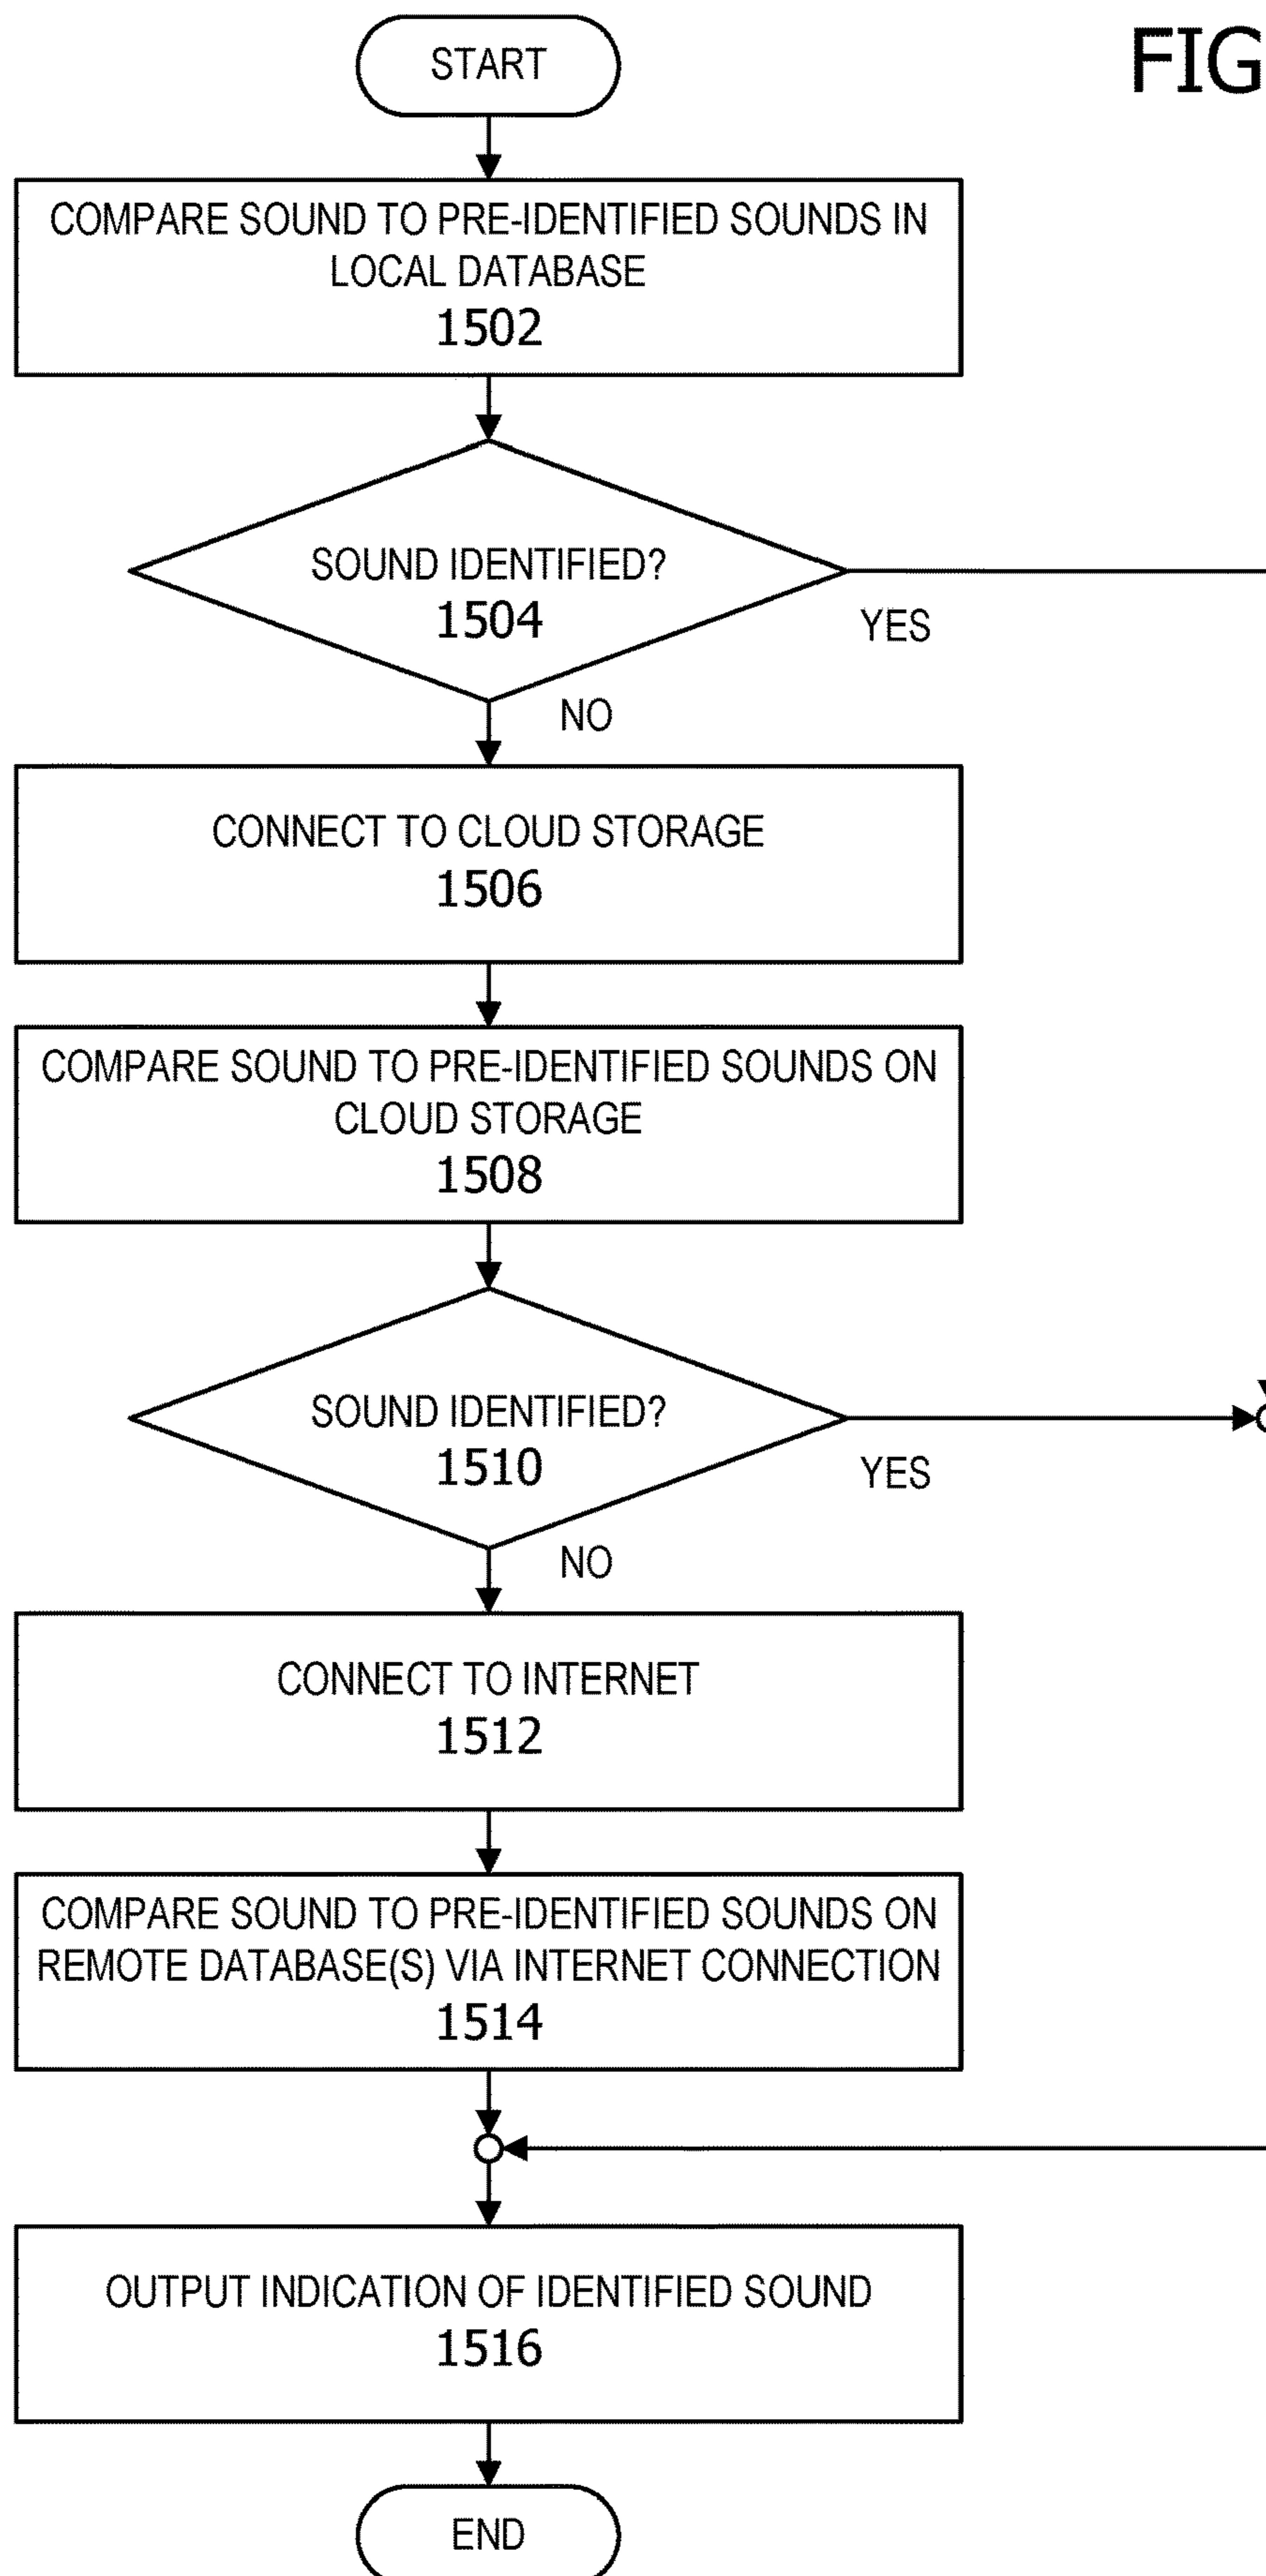 START
FIG
COMPARE SOUND TO PRE-IDENTIFIED SOUNDS IN
LOCAL DATABASE
1502
SOUND IDENTIFIED?
1504
YES
NO
CONNECT TO CLOUD STORAGE
1506
COMPARE SOUND TO PRE-IDENTIFIED SOUNDS ON
CLOUD STORAGE
1508
SOUND IDENTIFIED?
1510
YES
NO
CONNECT TO INTERNET
1512
COMPARE SOUND TO PRE-IDENTIFIED SOUNDS ON
REMOTE DATABASE(S) VIA INTERNET CONNECTION
1514
OUTPUT INDICATION OF IDENTIFIED SOUND
1516
END